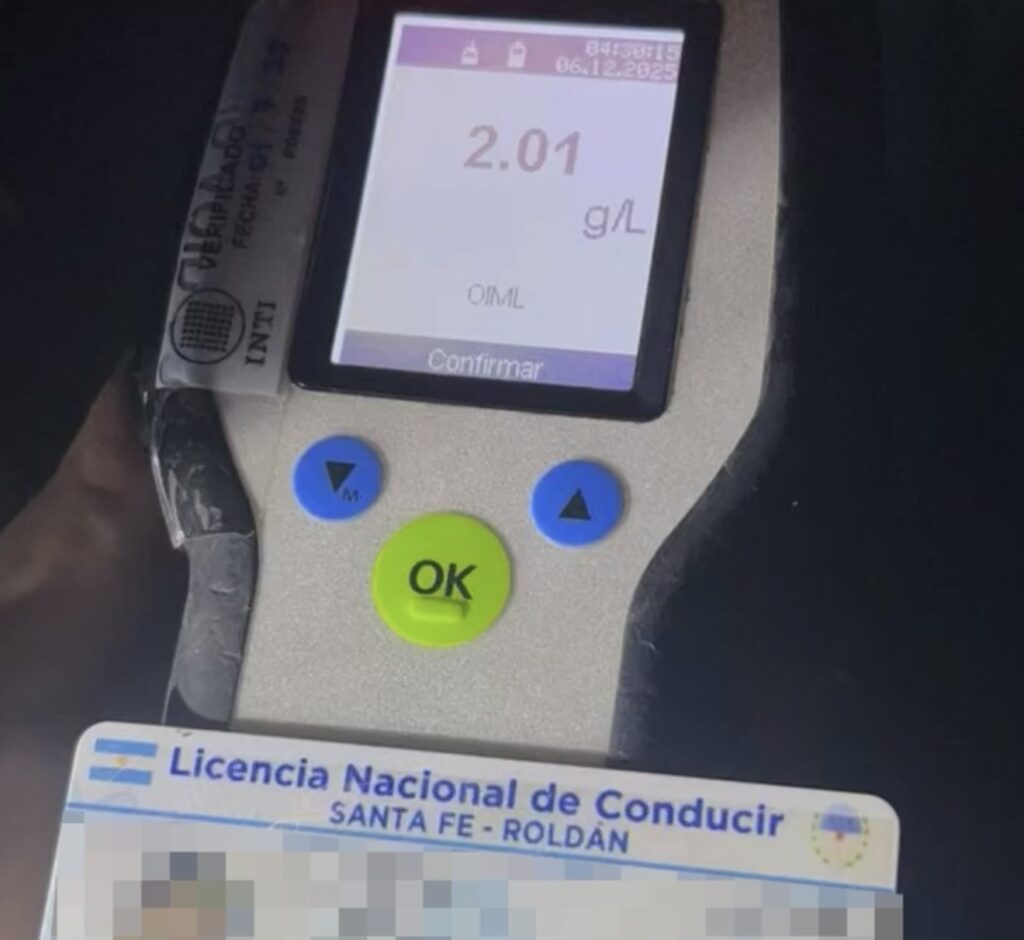 04:30:15
06.12.2025
2.01
g/L
OIML
Confirmar
VERIFICADO
FECHA
INTI
M
OK
Licencia Nacional de Conducir
SANTA FE - ROLDÁN